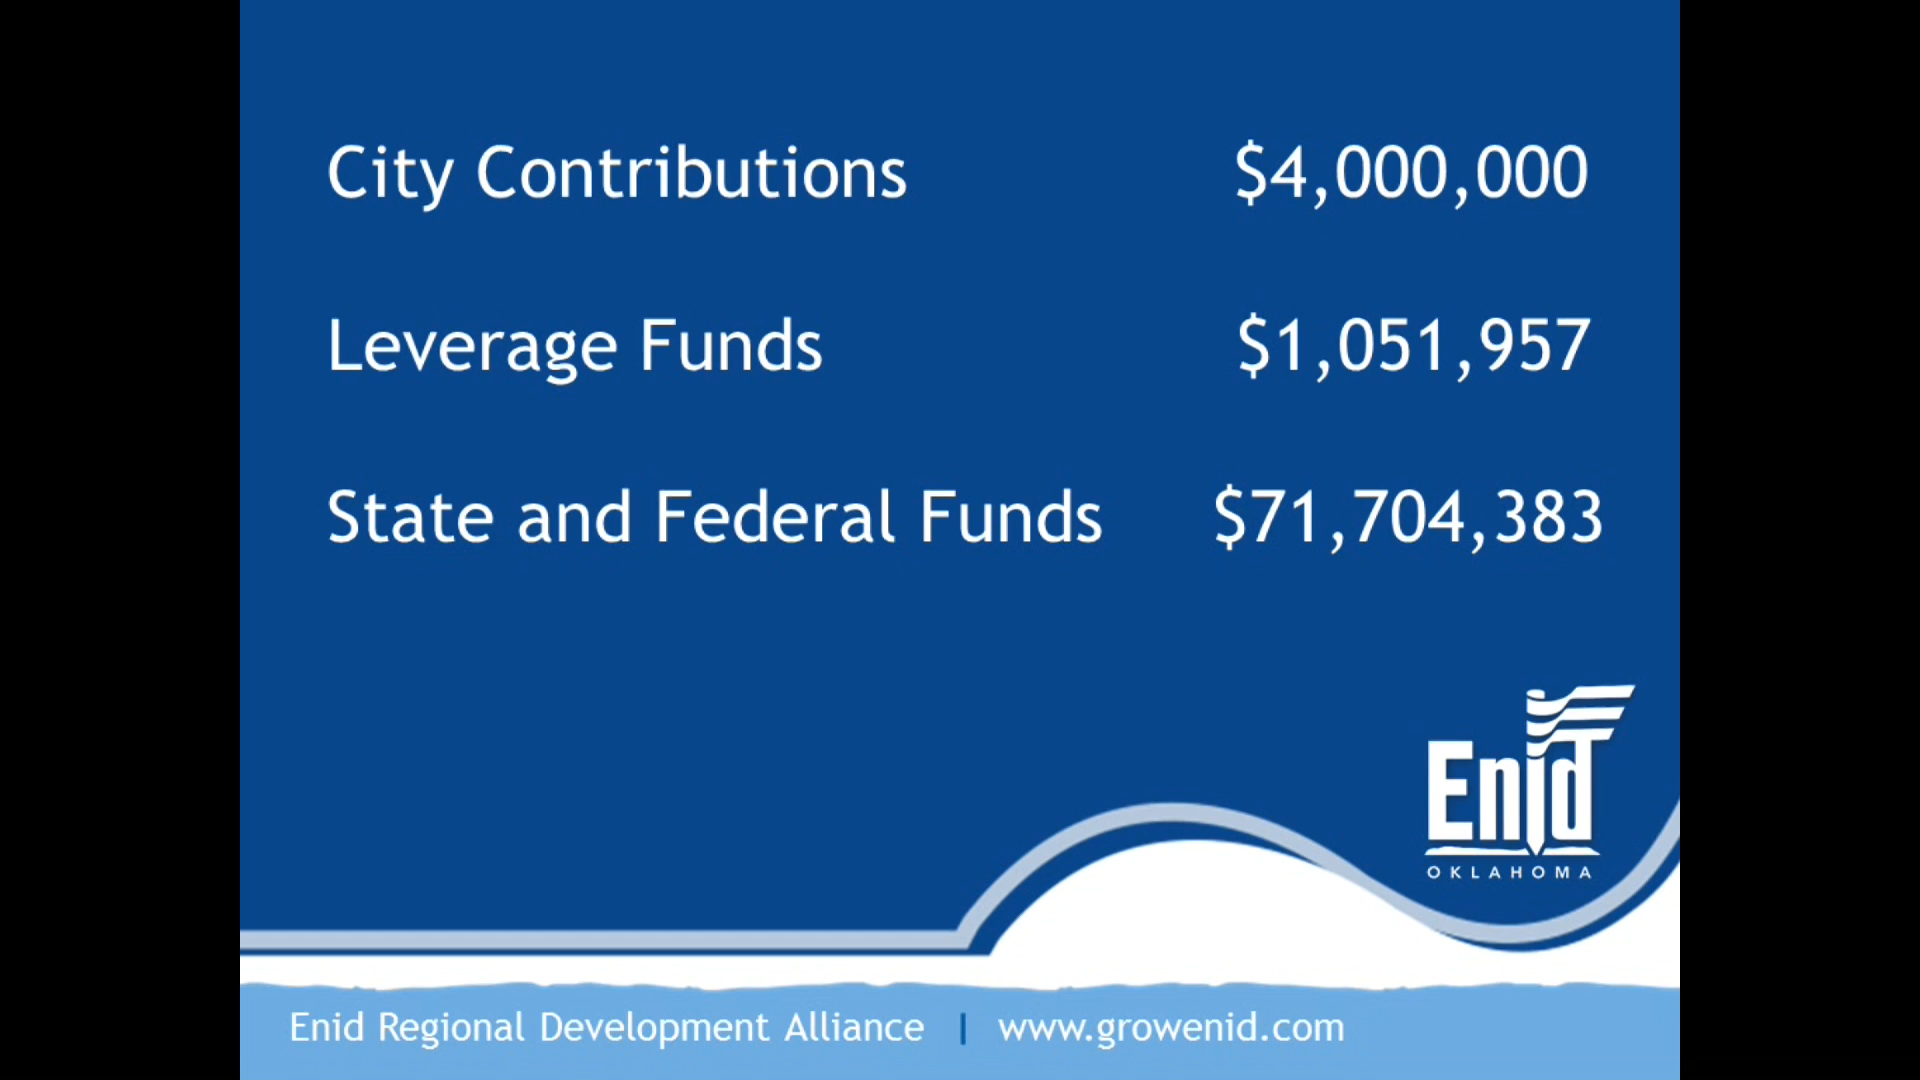 City Contributions $4,000,000
Leverage Funds $1,051,957
State and Federal Funds $71,704,383
Enid
OKLAHOMA
Enid Regional Development Alliance | www.growenid.com